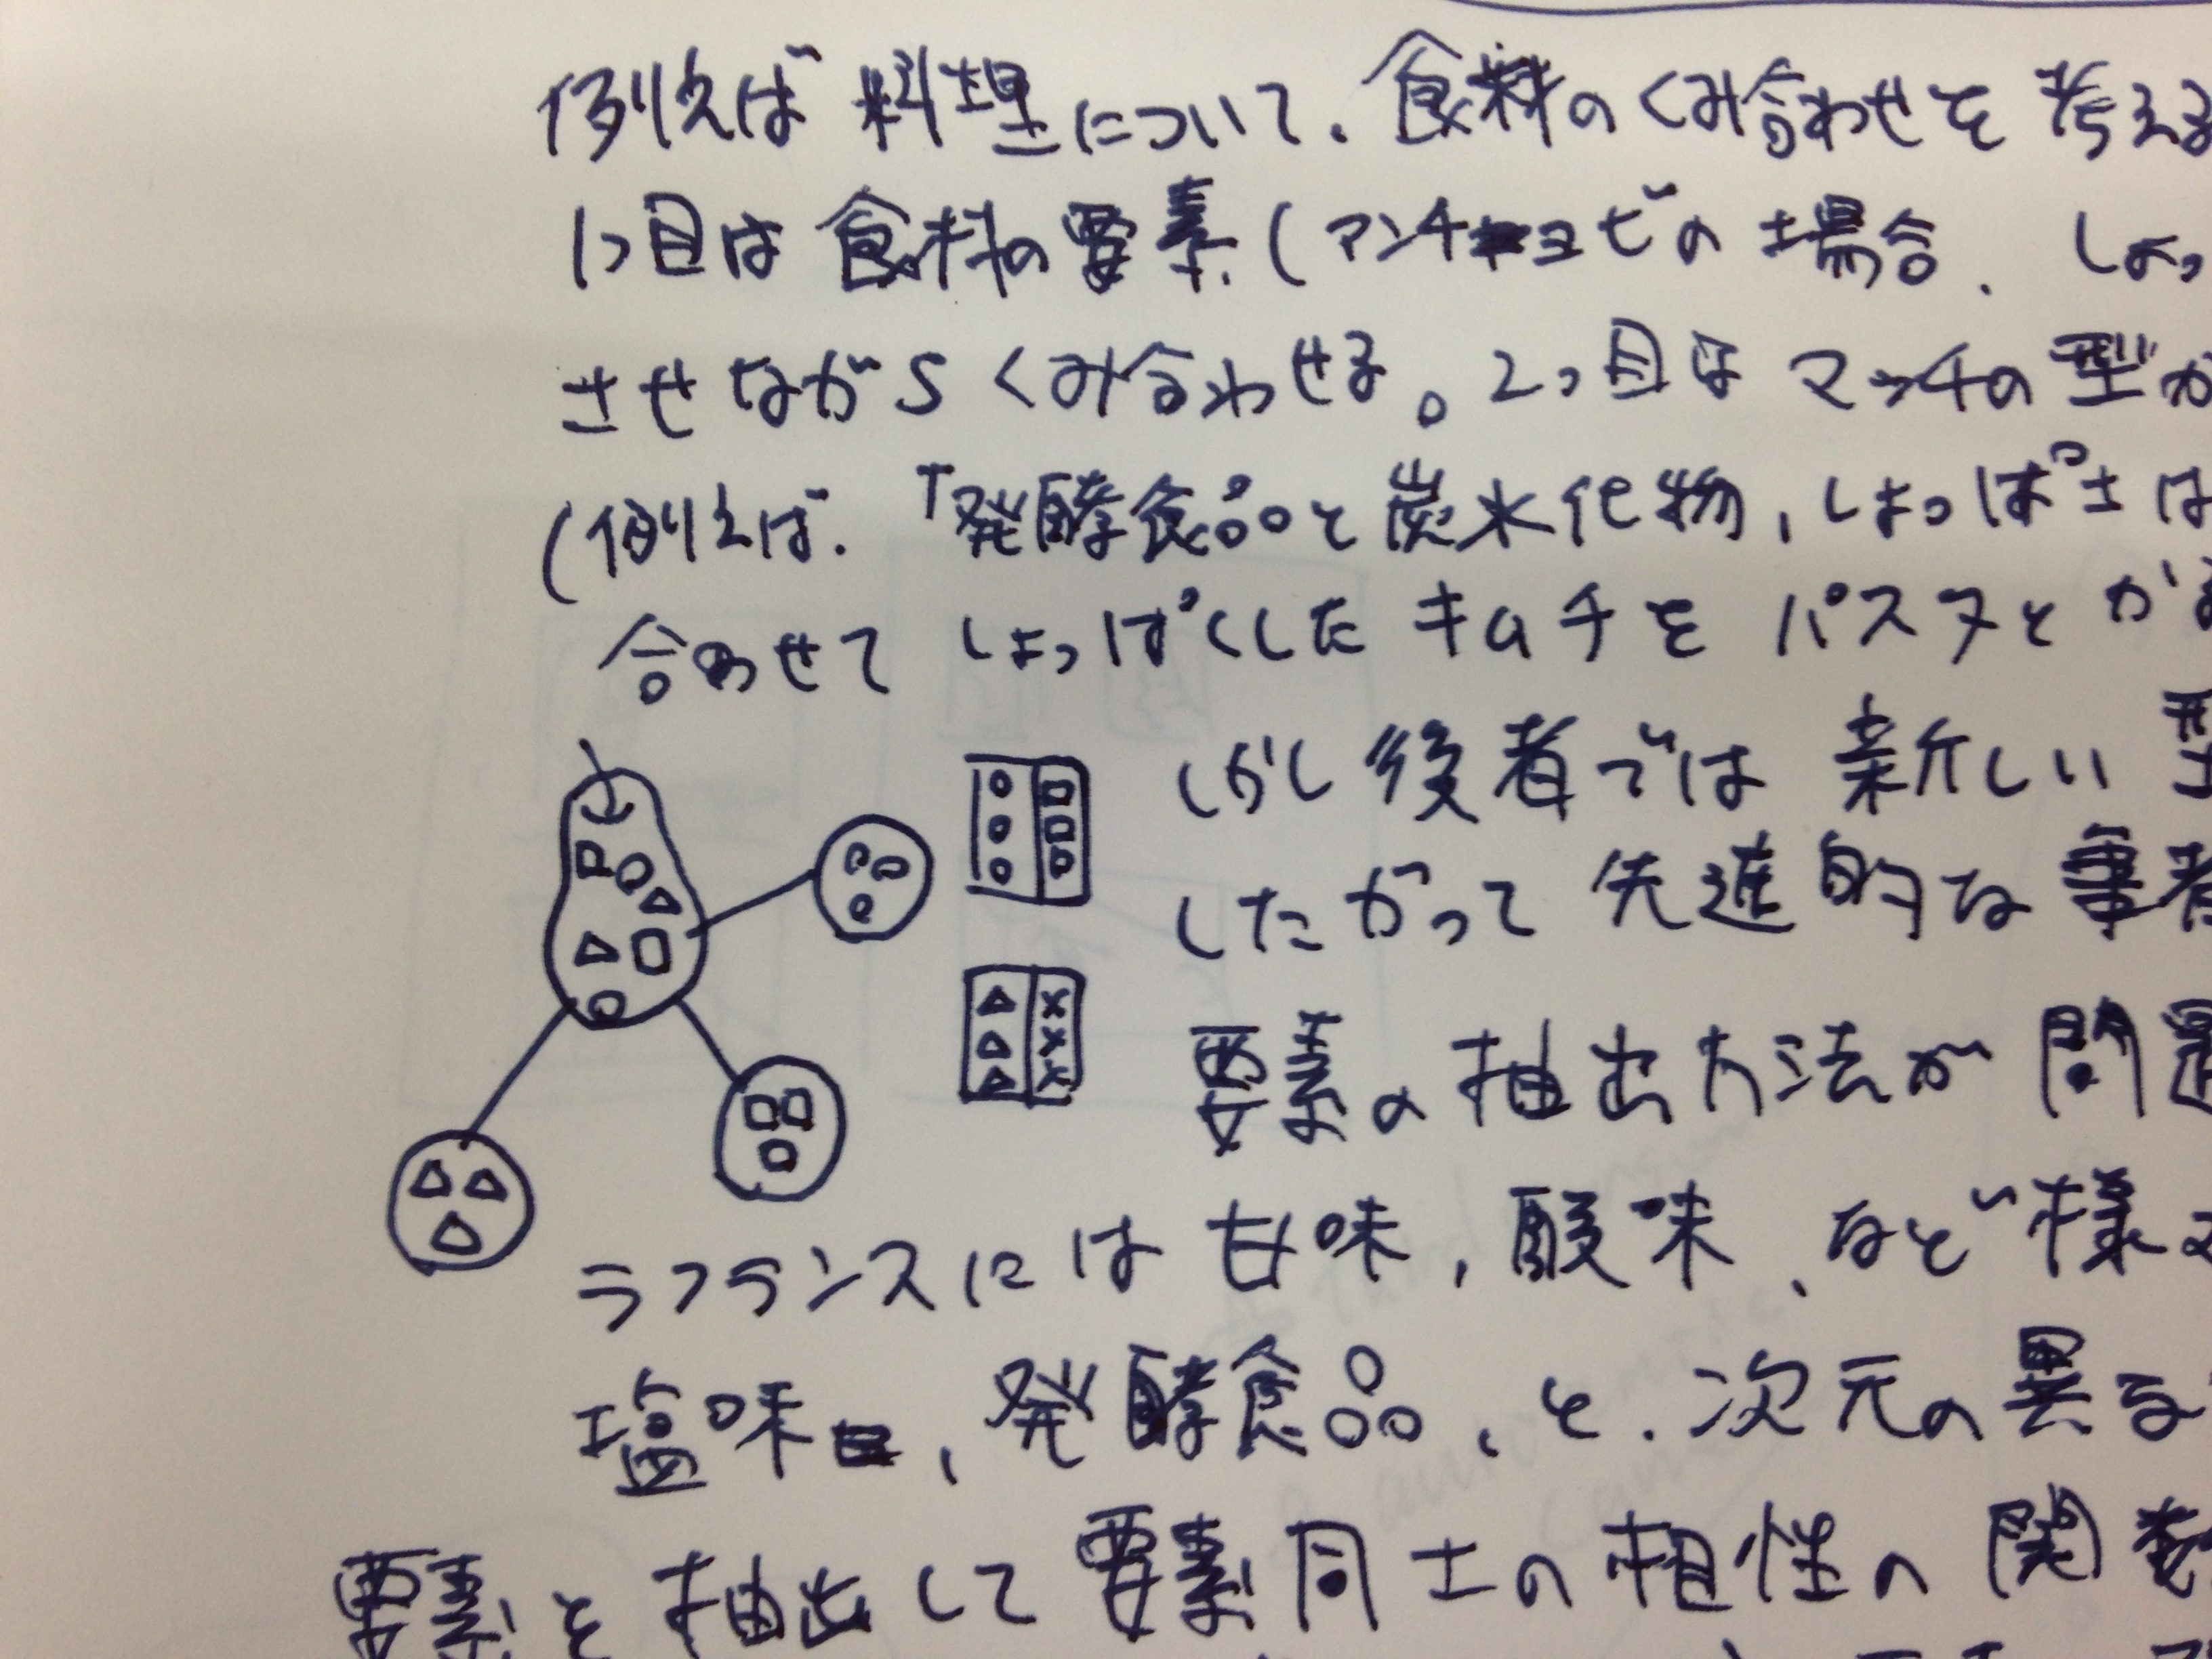 例えば料理について、食料のくみ合わせを考える
1つ目は食料の要素(アンチョビの場合、しょっ
させながらくみ合わせる。2つ目はマッチの型が
(例えば、「発酵食品と炭水化物、しょっぱさは
合わせてしょっぱくしたキムチをパスタとか
しかし後者では新しい型
したがって先進的な
要素の抽出方法が問題
ラフランスには甘味、酸味、など様々
塩味、発酵食品、と、次元の異なる
要素を抽出して要素同士の相性の関数